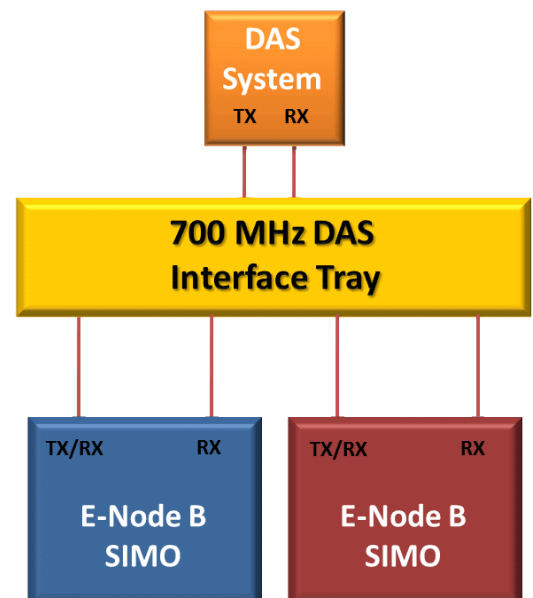 DAS
System
TX RX
700 MHz DAS
Interface Tray
TX/RX RX
E-Node B
SIMO
TX/RX RX
E-Node B
SIMO